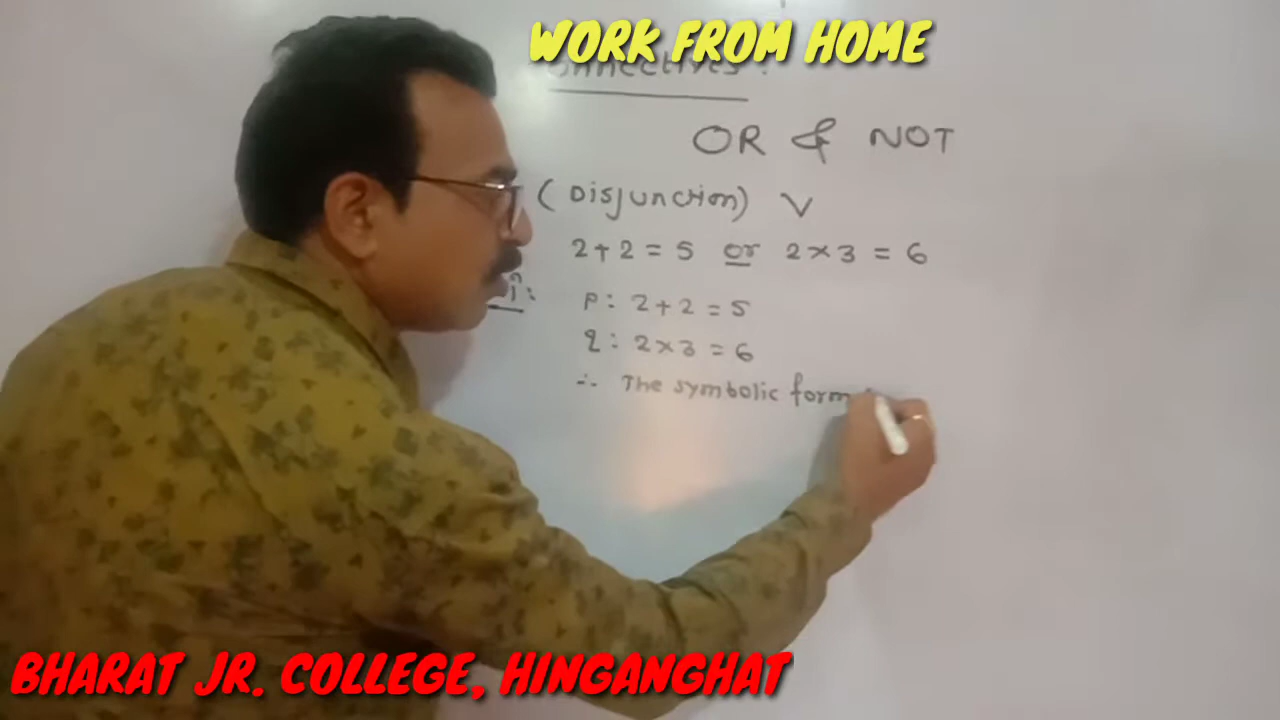 WORK FROM HOME
OR & NOT
(Disjunction) ∨
2+2=5 or 2×3=6
p: 2+2=5
q: 2×3=6
∴ The symbolic form
BHARAT JR. COLLEGE, HINGANGHAT